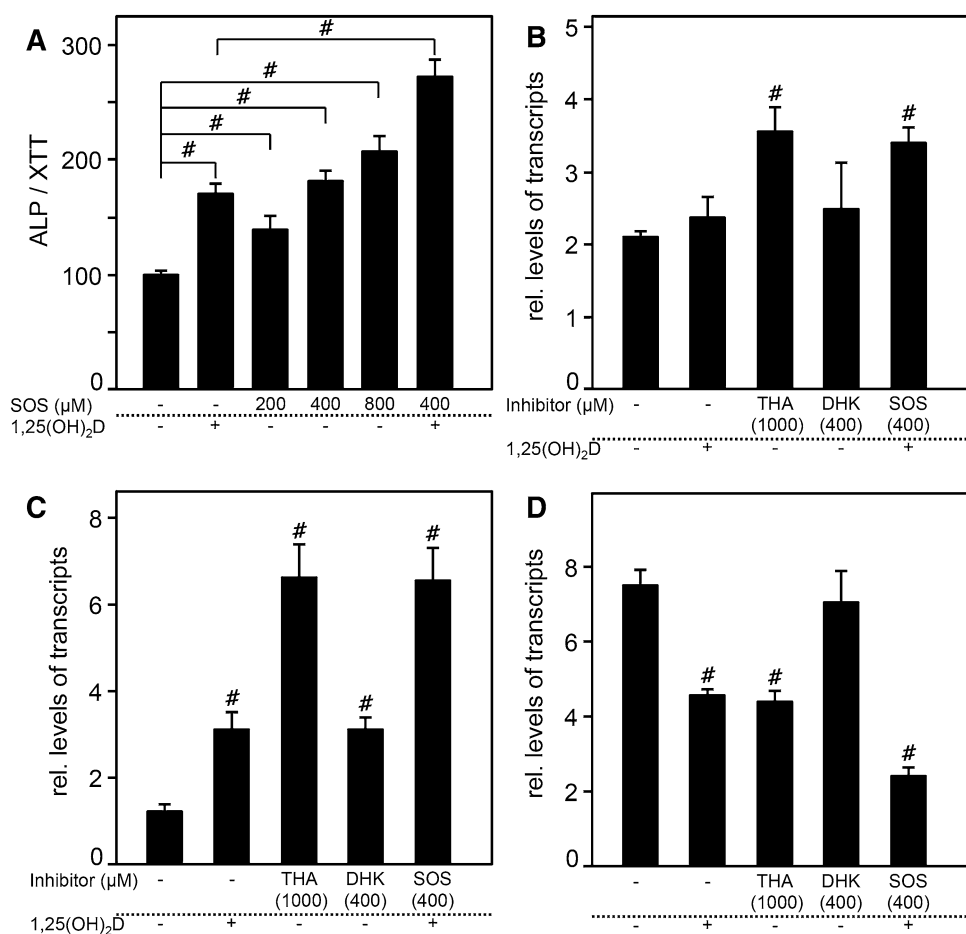 A
ALP / XTT
300
200
100
0
#
#
#
#
#
SOS (μM) - - 200 400 800 400
1,25(OH)₂D - + - - - +
B
rel. levels of transcripts
5
4
3
2
1
0
# #
Inhibitor (μM) - - THA DHK SOS
(1000) (400) (400)
1,25(OH)₂D - + - - +
C
rel. levels of transcripts
8
6
4
2
0
# # # #
Inhibitor (μM) - - THA DHK SOS
(1000) (400) (400)
1,25(OH)₂D - + - - +
D
rel. levels of transcripts
8
6
4
2
0
# # #
- - THA DHK SOS
(1000) (400) (400)
- + - - +